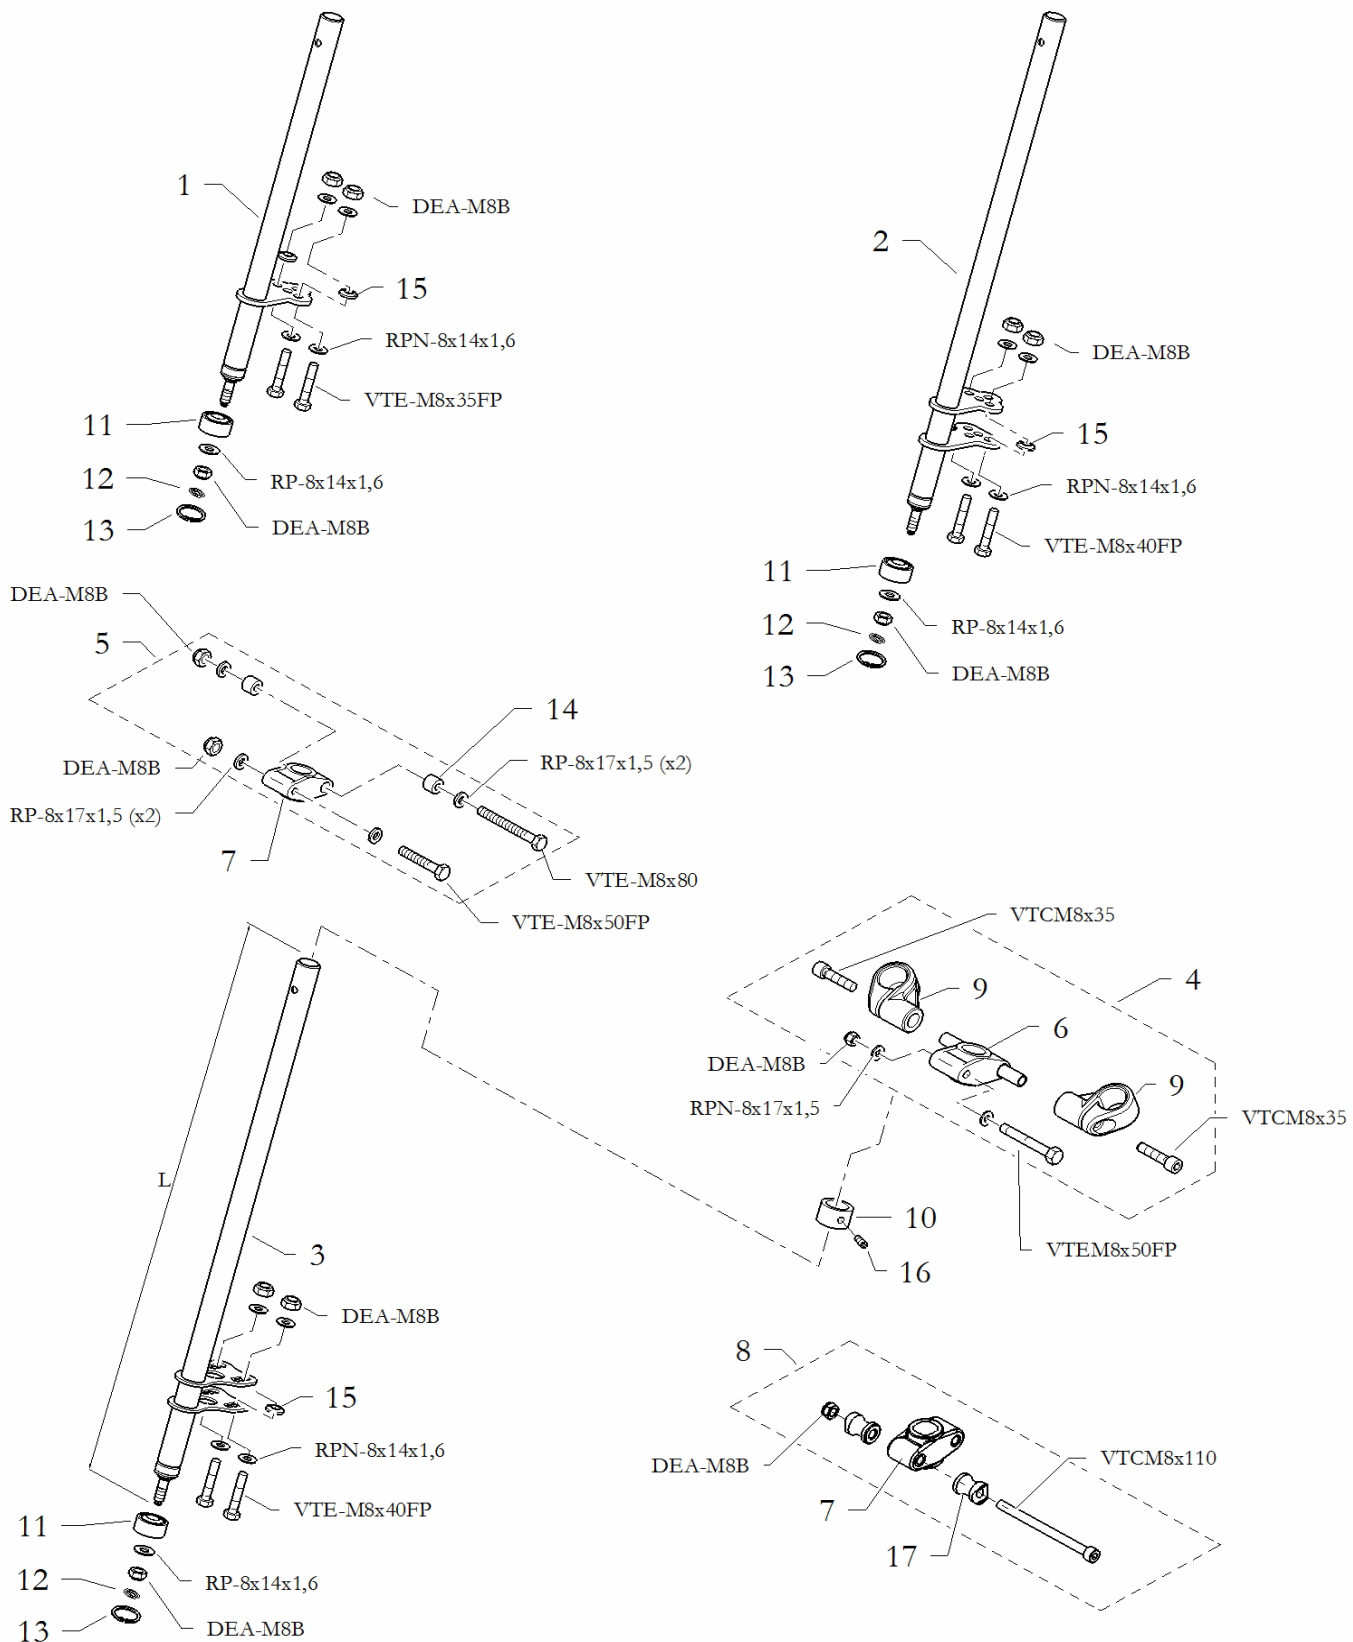 1
DEA-M8B
15
RPN-8x14x1,6
VTE-M8x35FP
11
RP-8x14x1,6
12
DEA-M8B
13
2
DEA-M8B
15
RPN-8x14x1,6
VTE-M8x40FP
11
RP-8x14x1,6
12
DEA-M8B
13
DEA-M8B
5
14
DEA-M8B
RP-8x17x1,5 (x2)
RP-8x17x1,5 (x2)
7
VTE-M8x80
VTE-M8x50FP
VTCM8x35
4
9
6
DEA-M8B
9
RPN-8x17x1,5
VTCM8x35
10
VTEM8x50FP
16
L
3
DEA-M8B
15
RPN-8x14x1,6
VTE-M8x40FP
11
RP-8x14x1,6
12
DEA-M8B
13
8
DEA-M8B
VTCM8x110
7
17